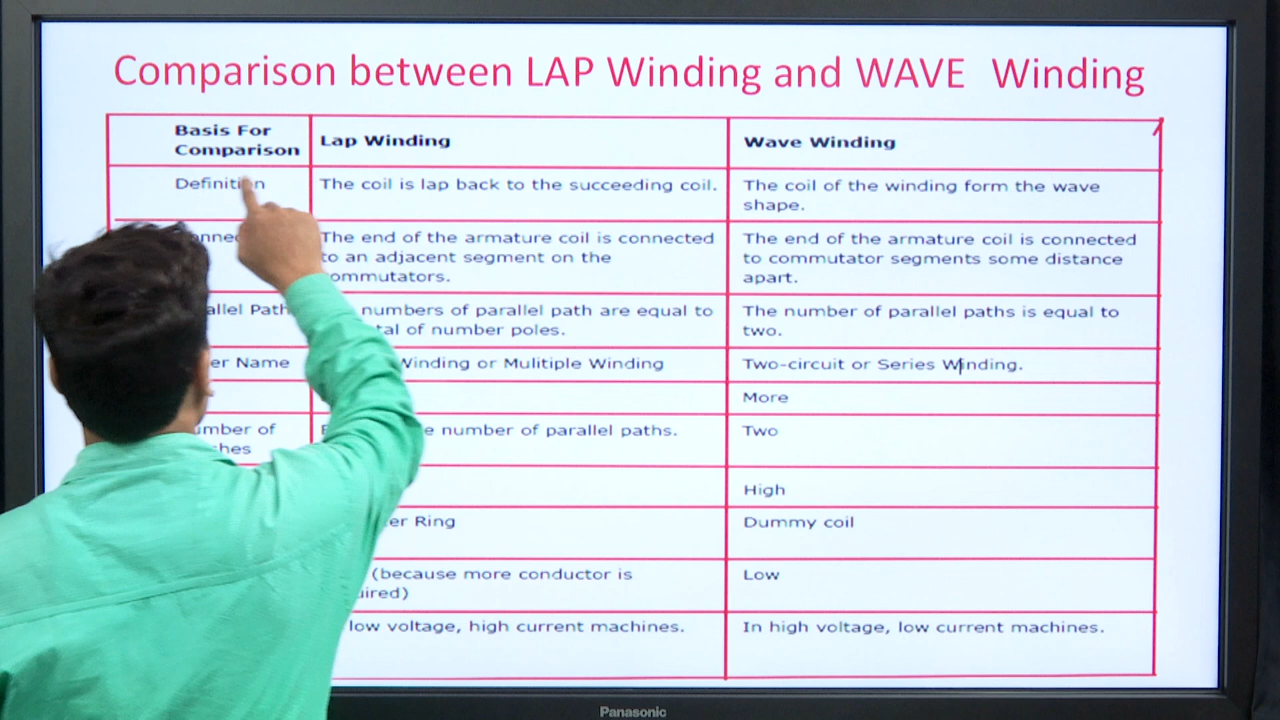 Comparison between LAP Winding and WAVE Winding
Basis For
Comparison
Lap Winding
Wave Winding
Definition
The coil is lap back to the succeeding coil.
The coil of the winding form the wave
shape.
The end of the armature coil is connected
to an adjacent segment on the
The end of the armature coil is connected
to commutator segments some distance
apart.
Path
numbers of parallel path are equal to
of number poles.
The number of parallel paths is equal to
two.
Name
Winding or Mulitiple Winding
Two-circuit or Series Winding.
More
of
number of parallel paths.
Two
High
Ring
Dummy coil
(because more conductor is
Low
low voltage, high current machines.
In high voltage, low current machines.
Panasonic